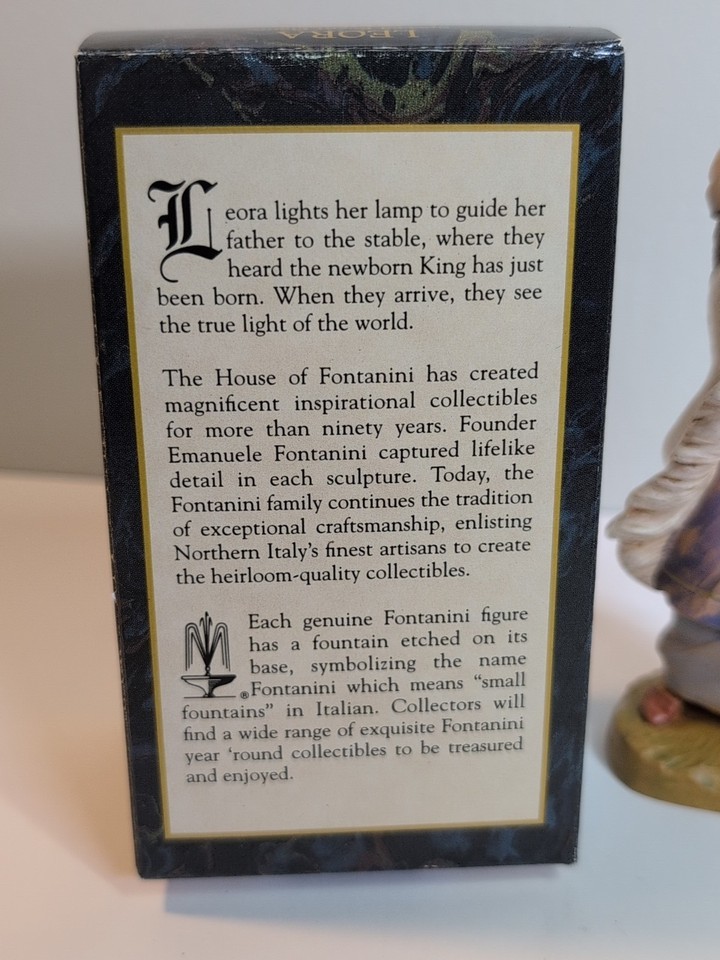 LEORA
Leora lights her lamp to guide her
father to the stable, where they
heard the newborn King has just
been born. When they arrive, they see
the true light of the world.
The House of Fontanini has created
magnificent inspirational collectibles
for more than ninety years. Founder
Emanuele Fontanini captured lifelike
detail in each sculpture. Today, the
Fontanini family continues the tradition
of exceptional craftsmanship, enlisting
Northern Italy's finest artisans to create
the heirloom-quality collectibles.
Each genuine Fontanini figure
has a fountain etched on its
base, symbolizing the name
®Fontanini which means "small
fountains" in Italian. Collectors will
find a wide range of exquisite Fontanini
year 'round collectibles to be treasured
and enjoyed.